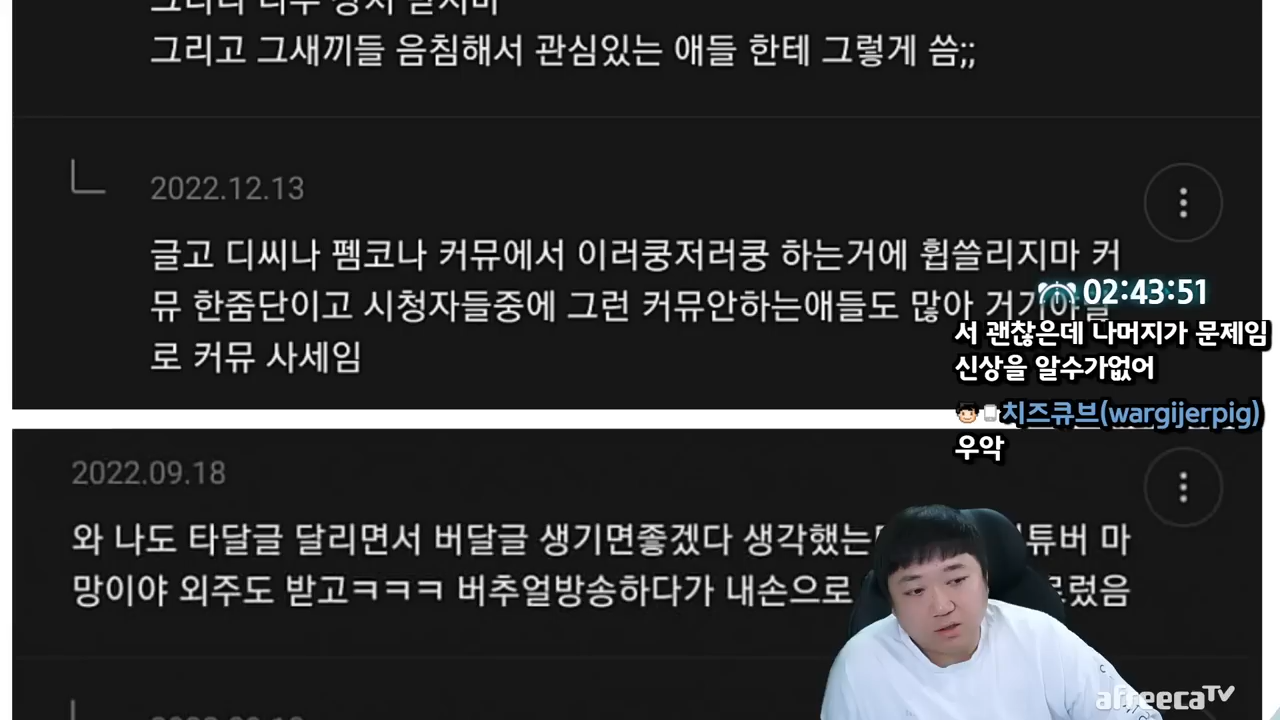 그리고 그새끼들 음침해서 관심있는 애들 한테 그렇게 씀;;
2022.12.13
글고 디씨나 펨코나 커뮤에서 이러쿵저러쿵 하는거에 휩쓸리지마 커
뮤 한줌단이고 시청자들중에 그런 커뮤안하는애들도 많아
로 커뮤 사세임
02:43:51
서 괜찮은데 나머지가 문제임
신상을 알수가없어
치즈큐브(wargijerpig)
우악
2022.09.18
와 나도 타달글 달리면서 버달글 생기면좋겠다 생각했는 튜버 마
망이야 외주도 받고ㅋㅋㅋ 버추얼방송하다가 내손으로
afreecaTV